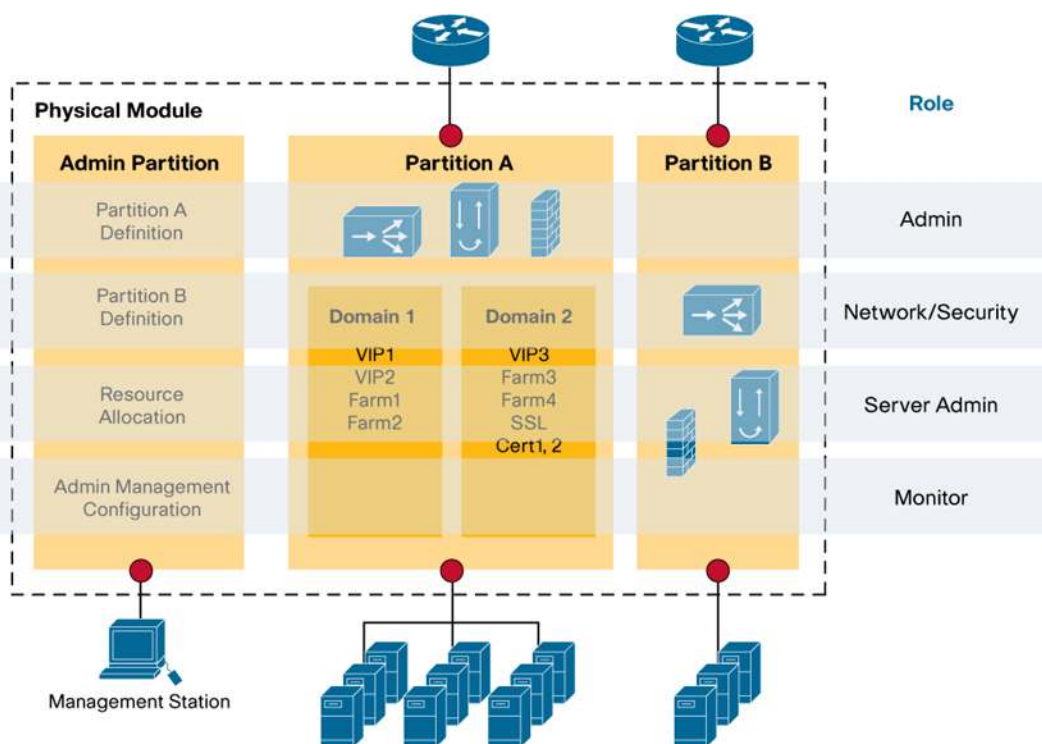 Physical Module
Role
Admin Partition
Partition A
Definition
Partition B
Definition
Resource
Allocation
Admin Management
Configuration
Partition A
Domain 1
VIP1
VIP2
Farm1
Farm2
Domain 2
VIP3
Farm3
Farm4
SSL
Cert1, 2
Partition B
Admin
Network/Security
Server Admin
Monitor
Management Station